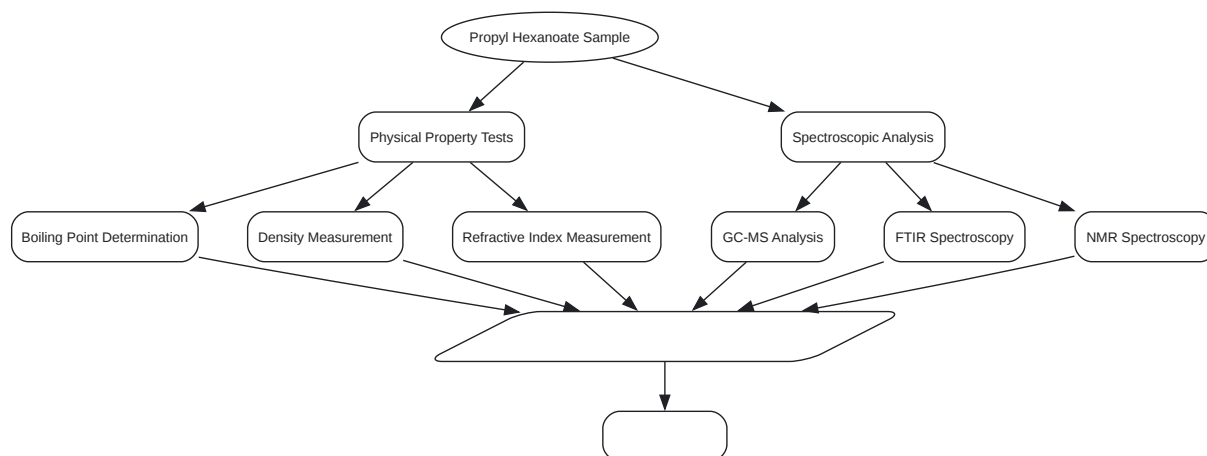 Propyl Hexanoate Sample
Physical Property Tests
Spectroscopic Analysis
Boiling Point Determination
Density Measurement
Refractive Index Measurement
GC-MS Analysis
FTIR Spectroscopy
NMR Spectroscopy